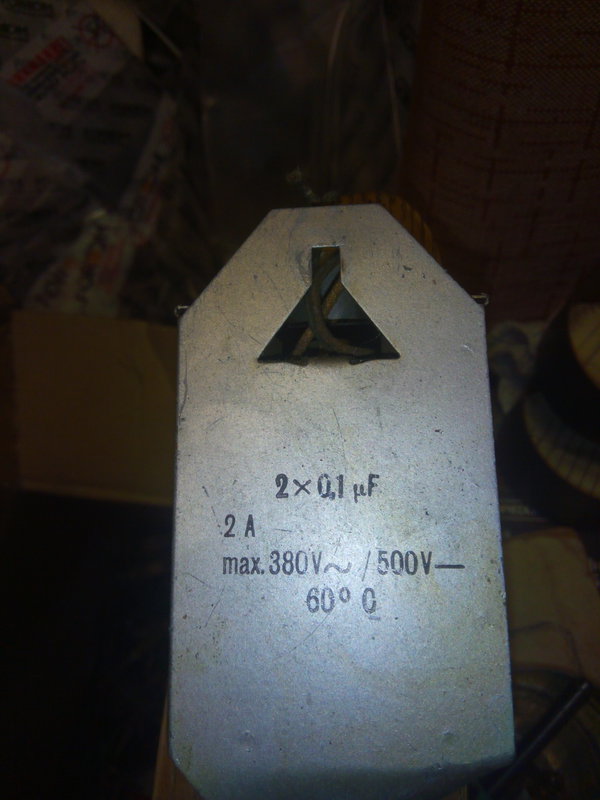 2×0,1 µF
2 A
max. 380V~ / 500V—
60° C